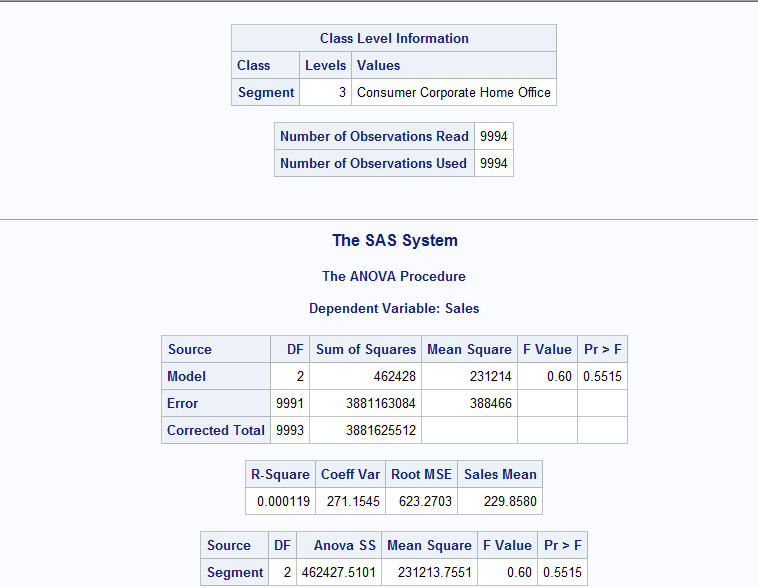 Class Level Information
Class Levels Values
Segment 3 Consumer Corporate Home Office
Number of Observations Read 9994
Number of Observations Used 9994
The SAS System
The ANOVA Procedure
Dependent Variable: Sales
Source DF Sum of Squares Mean Square F Value Pr > F
Model 2 462428 231214 0.60 0.5515
Error 9991 3881163084 388466
Corrected Total 9993 3881625512
R-Square Coeff Var Root MSE Sales Mean
0.000119 271.1545 623.2703 229.8580
Source DF Anova SS Mean Square F Value Pr > F
Segment 2 462427.5101 231213.7551 0.60 0.5515